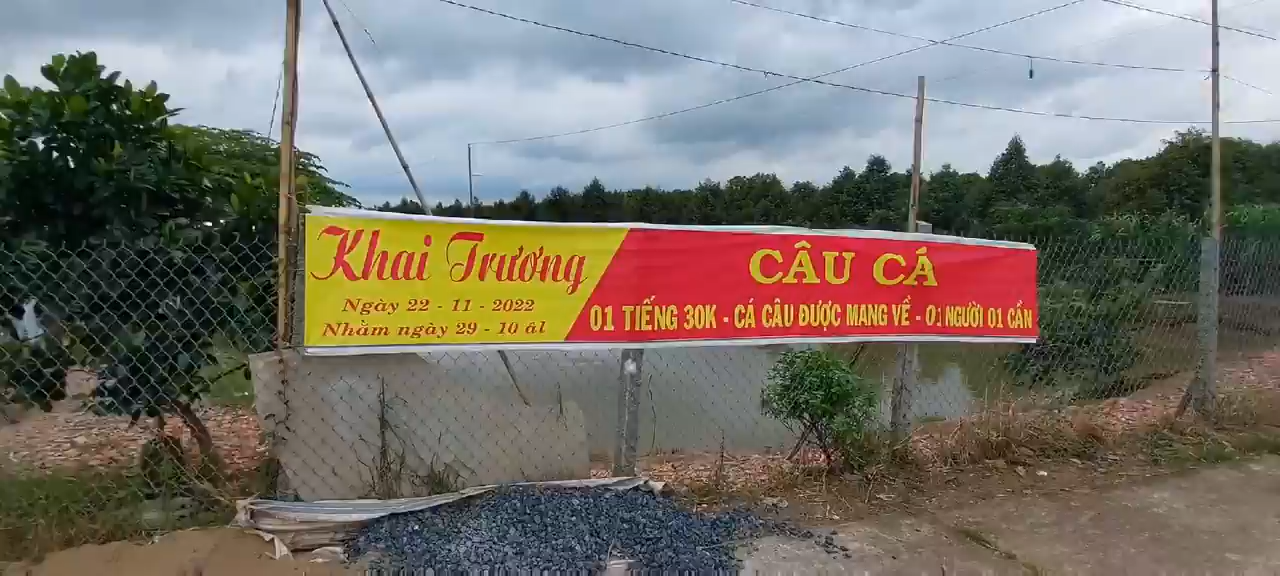 Khai Trương
Ngày 22 - 11 - 2022
Nhằm ngày 29 - 10 âl
CÂU CÁ
01 TIẾNG 30K - CÁ CÂU ĐƯỢC MANG VỀ - 01 NGƯỜI 01 CẦN